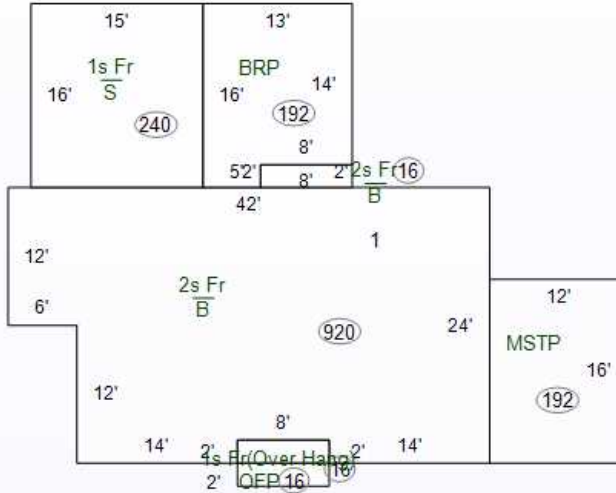 15' 13'
1s Fr BRP
S
16' 16' 14'
240 192
8'
5' 2' 8' 2' 2s Fr 16
B
42'
1
12'
2s Fr
B
6' 920 24' 12'
MSTP
16'
12' 192
8'
14' 2' 2' 14'
1s Fr(Over Hang) 16
2' OFP 16